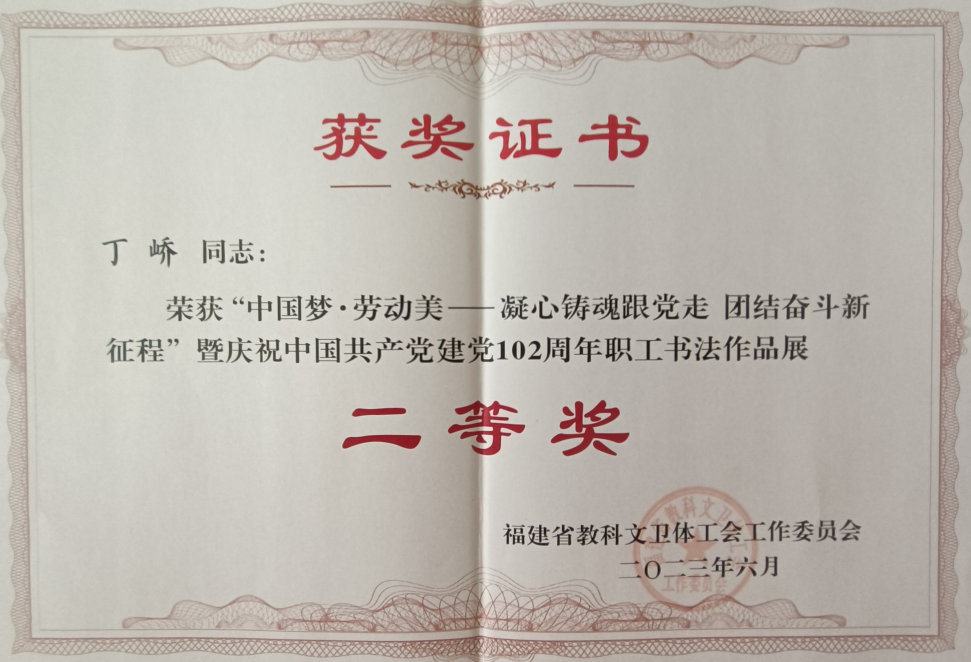 获奖证书
丁峤 同志：
荣获“中国梦·劳动美——凝心铸魂跟党走 团结奋斗新
征程”暨庆祝中国共产党建党102周年职工书法作品展
二等奖
福建省教科文卫体工会工作委员会
二〇二三年六月